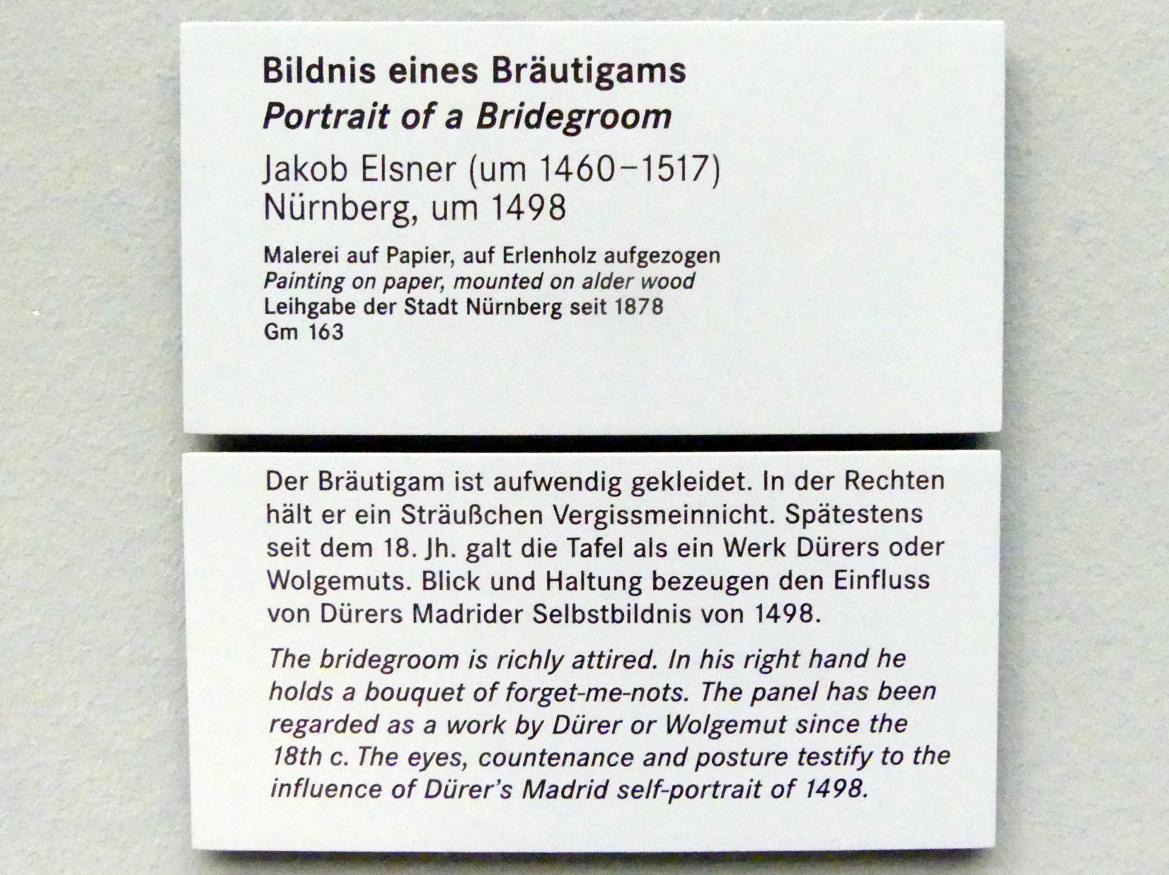 Bildnis eines Bräutigams
Portrait of a Bridegroom
Jakob Elsner (um 1460–1517)
Nürnberg, um 1498
Malerei auf Papier, auf Erlenholz aufgezogen
Painting on paper, mounted on alder wood
Leihgabe der Stadt Nürnberg seit 1878
Gm 163
Der Bräutigam ist aufwendig gekleidet. In der Rechten
hält er ein Sträußchen Vergissmeinnicht. Spätestens
seit dem 18. Jh. galt die Tafel als ein Werk Dürers oder
Wolgemuts. Blick und Haltung bezeugen den Einfluss
von Dürers Madrider Selbstbildnis von 1498.
The bridegroom is richly attired. In his right hand he
holds a bouquet of forget-me-nots. The panel has been
regarded as a work by Dürer or Wolgemut since the
18th c. The eyes, countenance and posture testify to the
influence of Dürer's Madrid self-portrait of 1498.